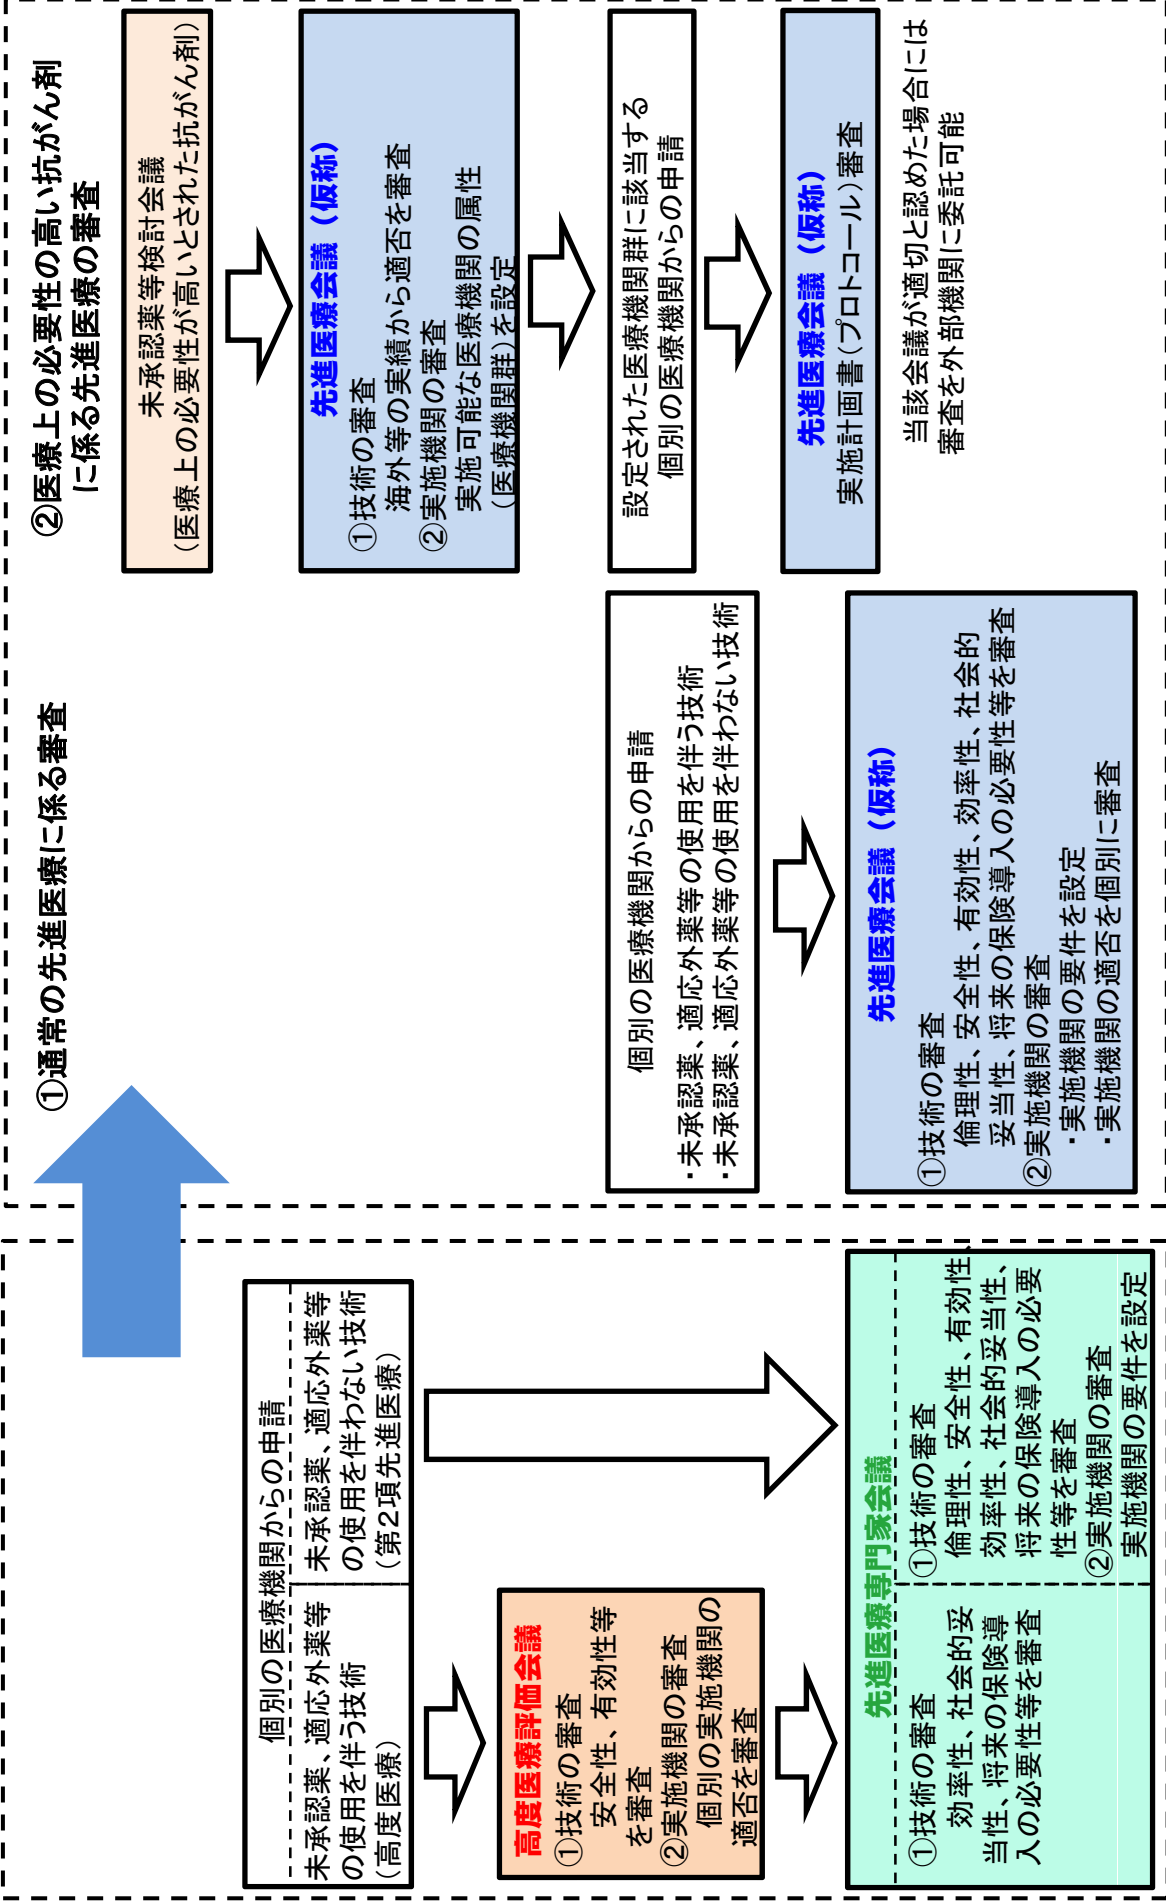 個別の医療機関からの申請
未承認薬、適応外薬等
の使用を伴う技術
（高度医療）
未承認薬、適応外薬等
の使用を伴わない技術
（第２項先進医療）
高度医療評価会議
①技術の審査
安全性、有効性等
を審査
②実施機関の審査
個別の実施機関の
適否を審査
先進医療専門家会議
①技術の審査
効率性、社会的妥
当性、将来の保険導
入の必要性等を審査
①技術の審査
倫理性、安全性、有効性、
効率性、社会的妥当性、
将来の保険導入の必要
性等を審査
②実施機関の審査
実施機関の要件を設定
①通常の先進医療に係る審査
個別の医療機関からの申請
・未承認薬、適応外薬等の使用を伴う技術
・未承認薬、適応外薬等の使用を伴わない技術
先進医療会議（仮称）
①技術の審査
倫理性、安全性、有効性、効率性、社会的
妥当性、将来の保険導入の必要性等を審査
②実施機関の審査
・実施機関の要件を設定
・実施機関の適否を個別に審査
②医療上の必要性の高い抗がん剤
に係る先進医療の審査
未承認薬等検討会議
（医療上の必要性が高いとされた抗がん剤）
先進医療会議（仮称）
①技術の審査
海外等の実績から適否を審査
②実施機関の審査
実施可能な医療機関の属性
（医療機関群）を設定
設定された医療機関群に該当する
個別の医療機関からの申請
先進医療会議（仮称）
実施計画書（プロトコール）審査
当該会議が適切と認めた場合には
審査を外部機関に委託可能